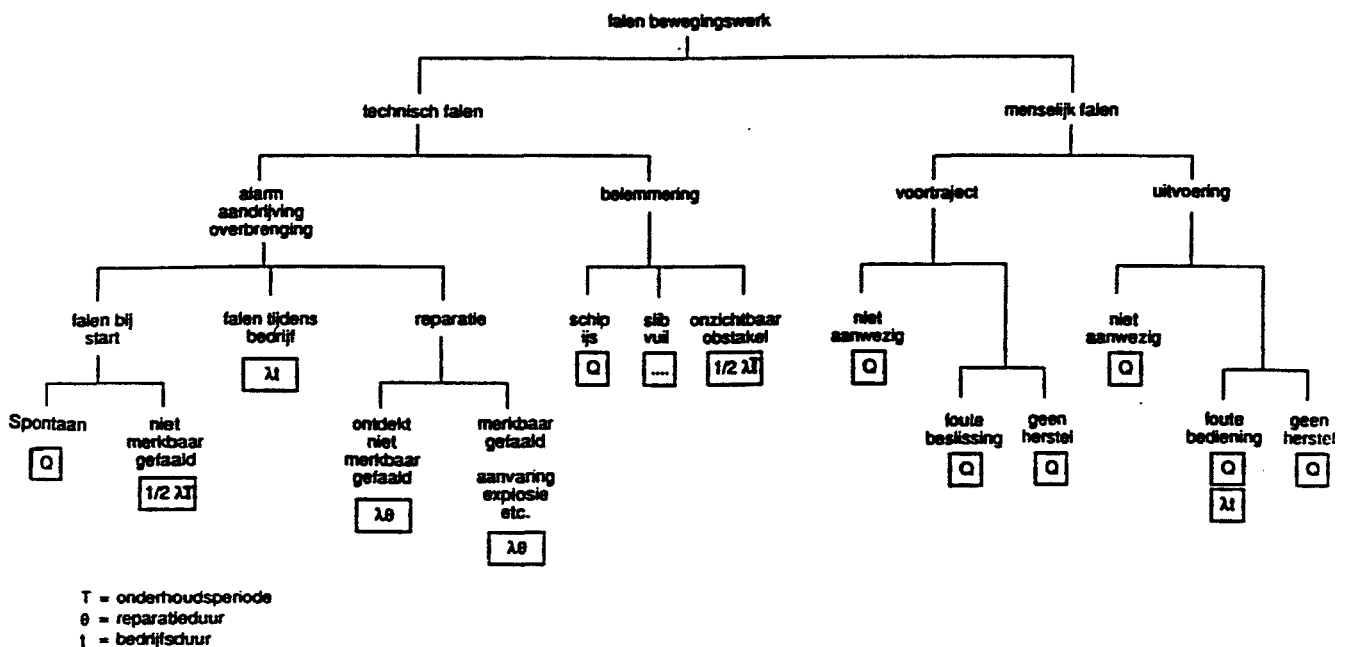 falen bewegingswerk
technisch falen
menselijk falen
alarm
aandrijving
overbrenging
belemmering
voortraject
uitvoering
falen bij
start
falen tijdens
bedrijf
λt
reparatie
schip
ijs
Q
slib
vuil
....
onzichtbaar
obstakel
1/2 λT
niet
aanwezig
Q
niet
aanwezig
Q
Spontaan
Q
niet
merkbaar
gefaald
1/2 λT
ontdekt
niet
merkbaar
gefaald
λθ
merkbaar
gefaald
aanvaring
explosie
etc.
λθ
foute
beslissing
Q
geen
herstel
Q
foute
bediening
Q
λt
geen
herstel
Q
T = onderhoudsperiode
θ = reparatieduur
t = bedrijfsduur